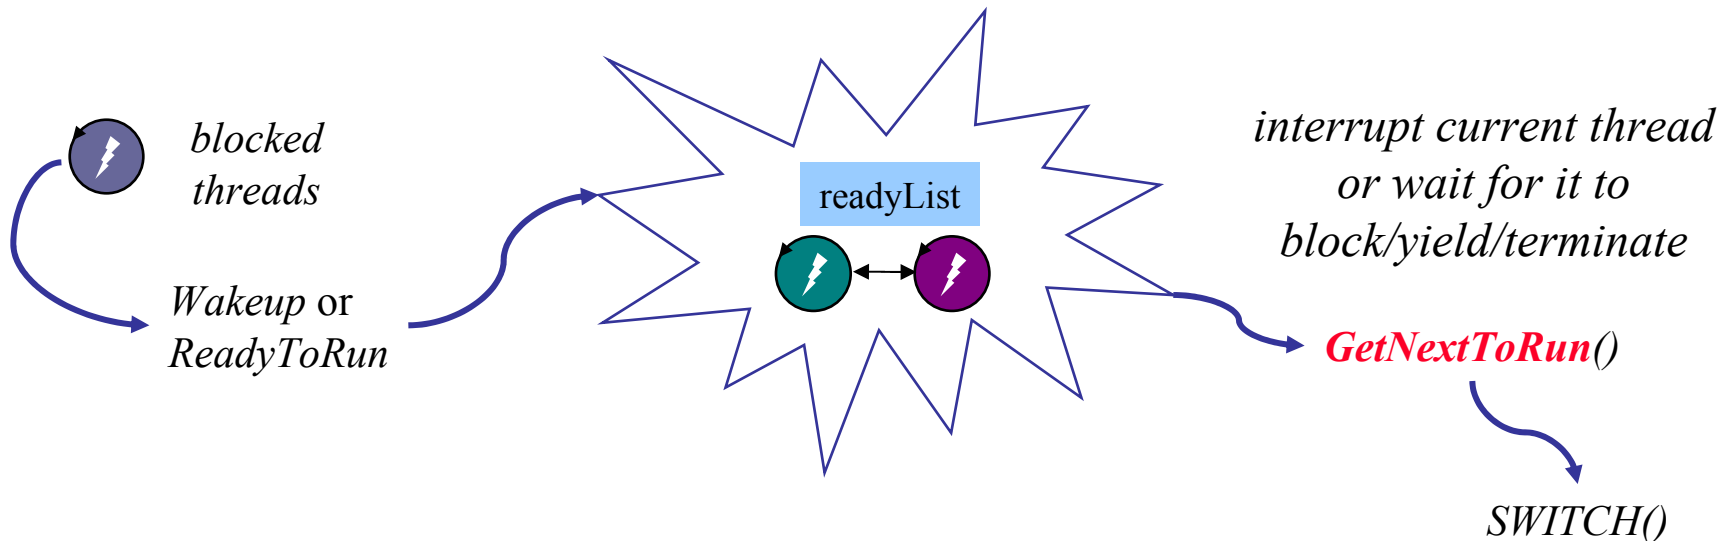 blocked
threads
Wakeup or
ReadyToRun
readyList
interrupt current thread
or wait for it to
block/yield/terminate
GetNextToRun()
SWITCH()